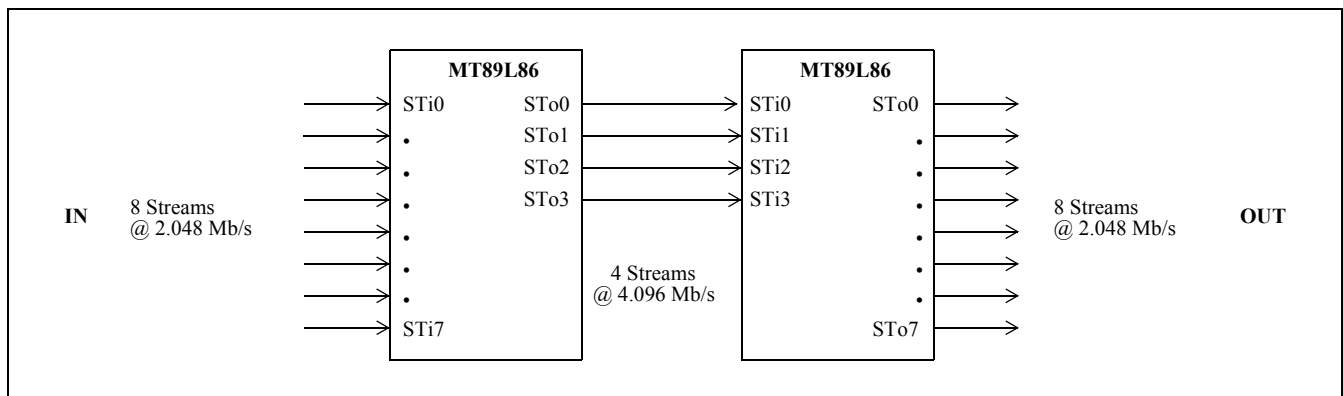 MT89L86
MT89L86
STi0 STo0 STi0 STo0
STo1 STi1
STo2 STi2
STo3 STi3
IN
8 Streams
@ 2.048 Mb/s
8 Streams
@ 2.048 Mb/s
OUT
4 Streams
@ 4.096 Mb/s
STi7 STo7